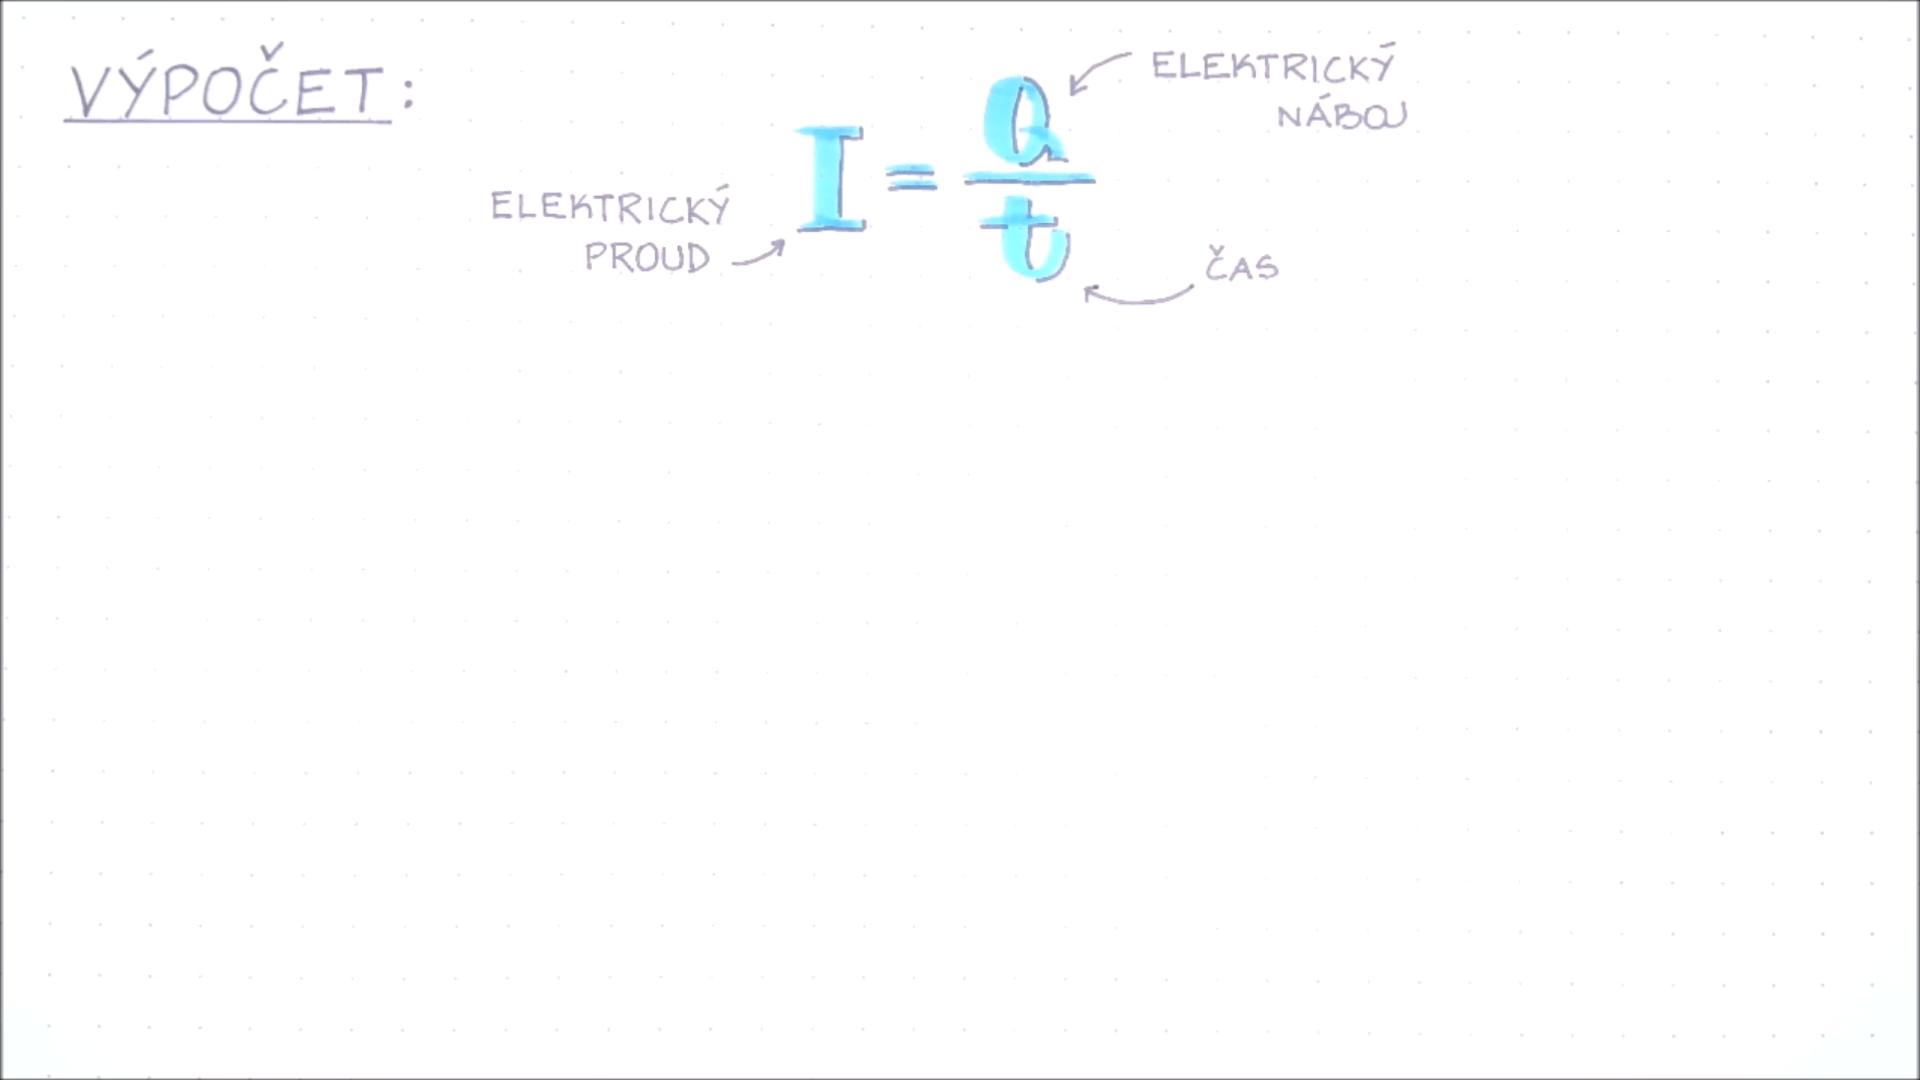 VÝPOČET:
ELEKTRICKÝ
NÁBOJ
I = Q/t
ELEKTRICKÝ
PROUD
ČAS